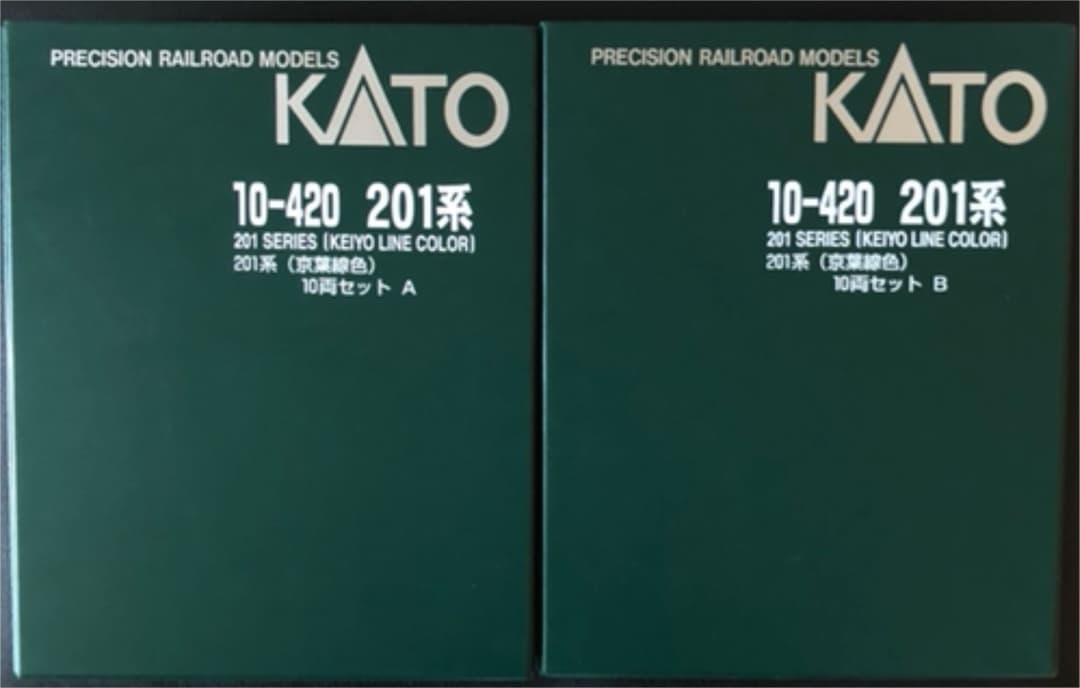 PRECISION RAILROAD MODELS
KATO
10-420 201系
201 SERIES (KEIYO LINE COLOR)
201系（京葉線色）
10両セット A
PRECISION RAILROAD MODELS
KATO
10-420 201系
201 SERIES (KEIYO LINE COLOR)
201系（京葉線色）
10両セット B